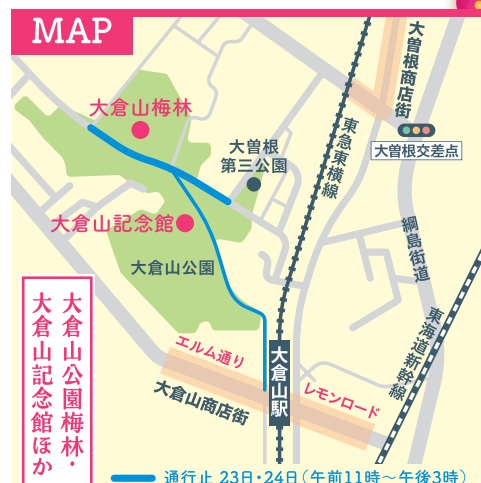 MAP
大曽根商店街
大倉山梅林
大曽根
第三公園
東急東横線
大曽根交差点
大倉山記念館
綱島街道
大倉山公園
東海道新幹線
大倉山公園梅林・
大倉山記念館ほか
エルム通り
大倉山駅
レモンロード
大倉山商店街
通行止 23日・24日(午前11時〜午後3時)